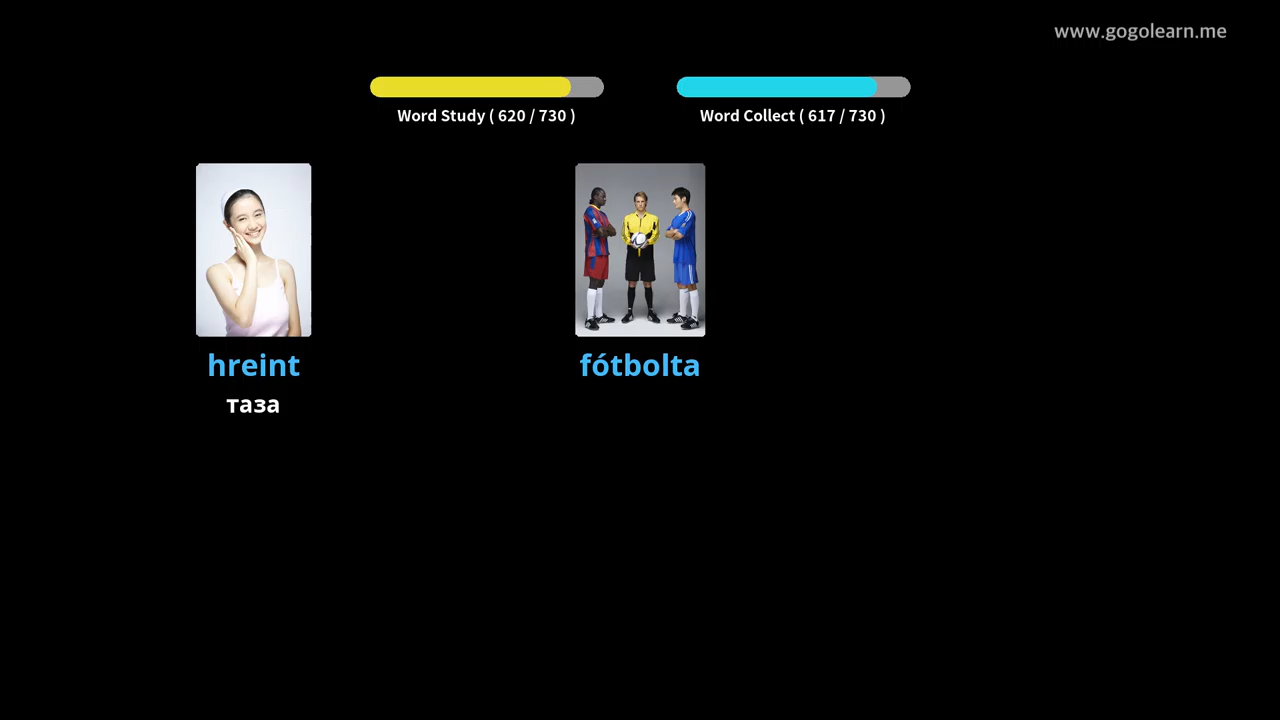 www.gogolearn.me
Word Study ( 620 / 730 )
Word Collect ( 617 / 730 )
hreint
таза
fótbolta